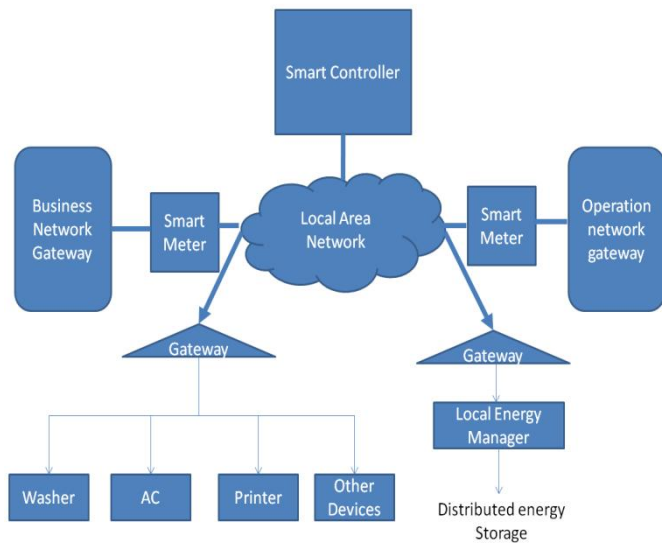 Smart Controller
Business
Network
Gateway
Smart
Meter
Local Area
Network
Smart
Meter
Operation
network
gateway
Gateway
Gateway
Local Energy
Manager
Washer
AC
Printer
Other
Devices
Distributed energy
Storage